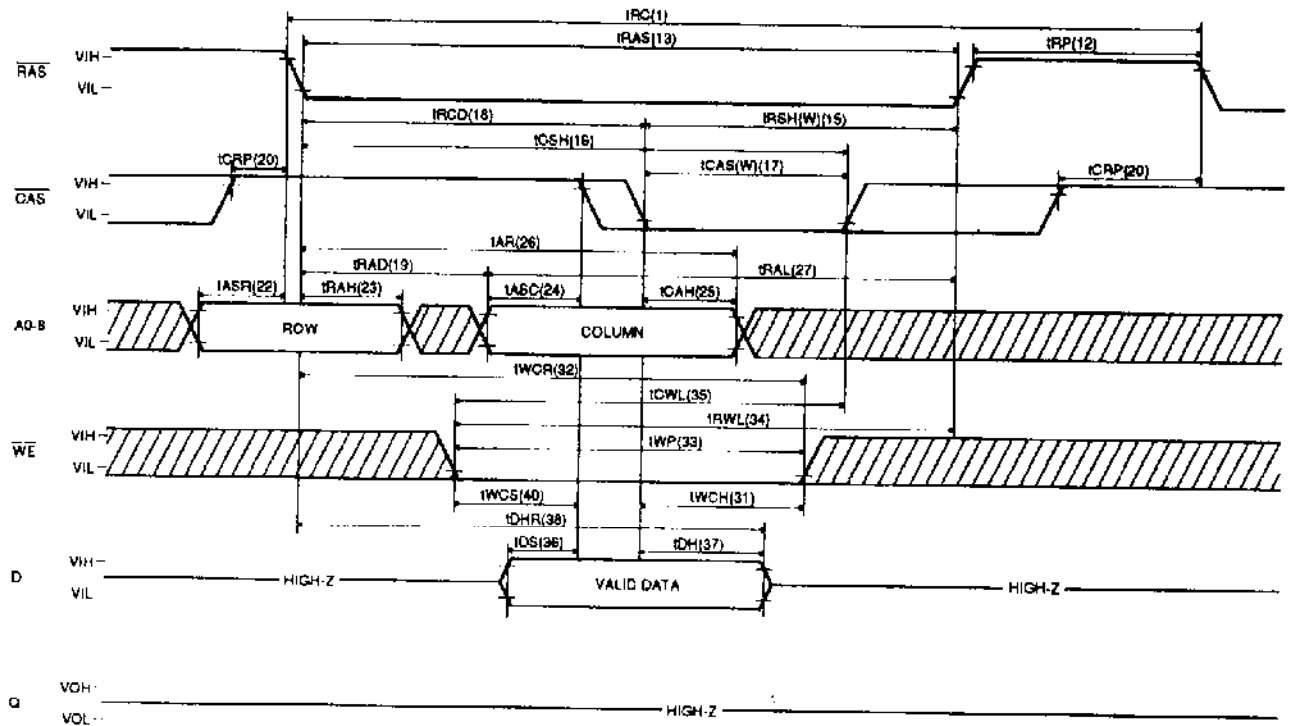 tRC(1)
tRAS(13)
tRP(12)
VIH
RAS
VIL
tRCD(18)
tRSH(W)(15)
tCSH(16)
tCRP(20)
tCAS(W)(17)
tCRP(20)
VIH
CAS
VIL
tAR(26)
tRAD(19)
tRAL(27)
tASR(22)
tRAH(23)
tASC(24)
tCAH(25)
VIH
A0-8
ROW
COLUMN
VIL
tWCR(32)
tCWL(35)
tRWL(34)
VIH
WE
tWP(33)
VIL
tWCS(40)
tWCH(31)
tDHR(38)
tDS(36)
tDH(37)
VIH
D
HIGH-Z
VALID DATA
HIGH-Z
VIL
VOH
Q
HIGH-Z
VOL